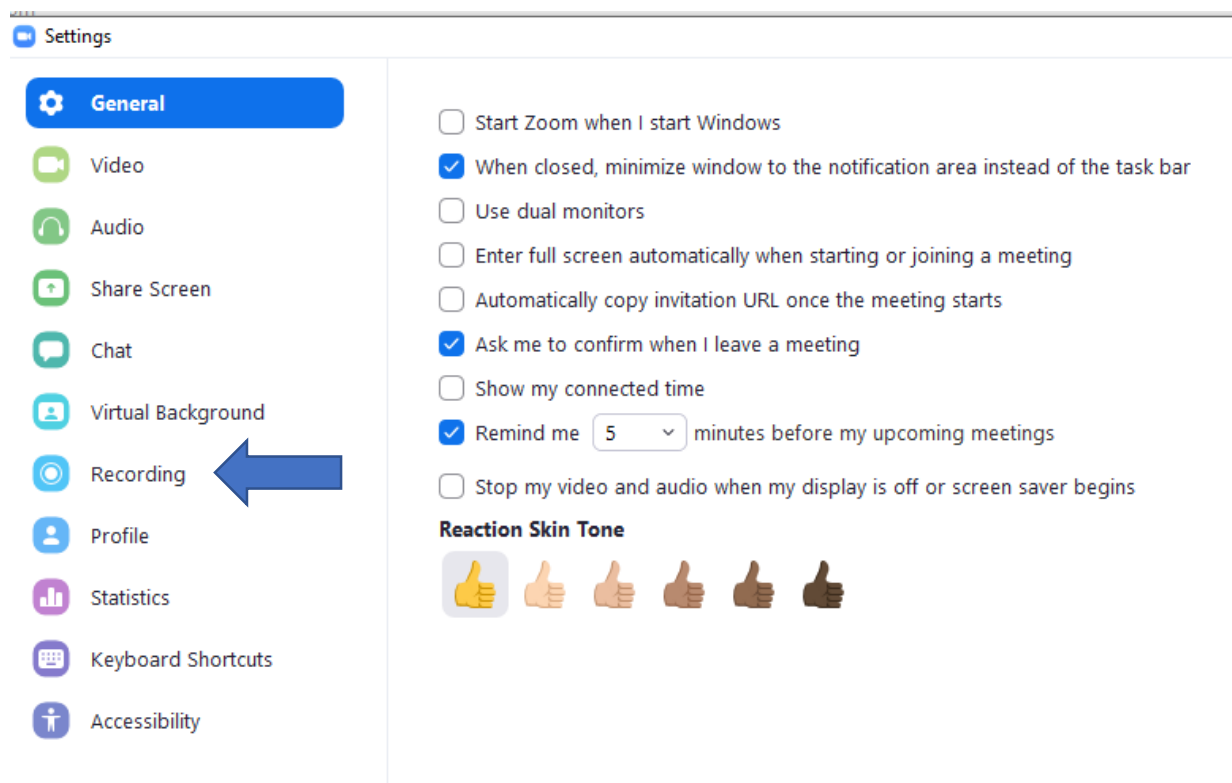 Settings
General
Video
Audio
Share Screen
Chat
Virtual Background
Recording
Profile
Statistics
Keyboard Shortcuts
Accessibility
Start Zoom when I start Windows
When closed, minimize window to the notification area instead of the task bar
Use dual monitors
Enter full screen automatically when starting or joining a meeting
Automatically copy invitation URL once the meeting starts
Ask me to confirm when I leave a meeting
Show my connected time
Remind me 5 minutes before my upcoming meetings
Stop my video and audio when my display is off or screen saver begins
Reaction Skin Tone